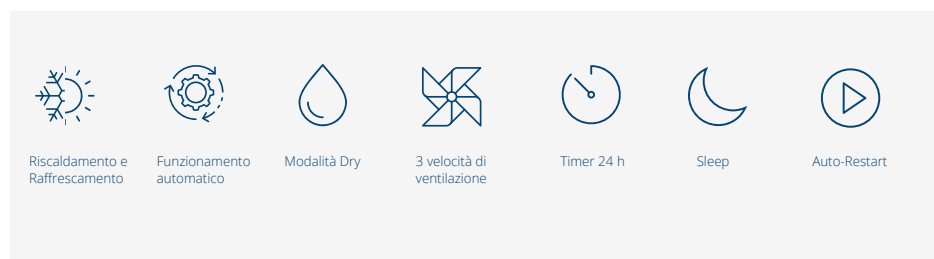 Riscaldamento e
Raffrescamento
Funzionamento
automatico
Modalità Dry
3 velocità di
ventilazione
Timer 24 h
Sleep
Auto-Restart